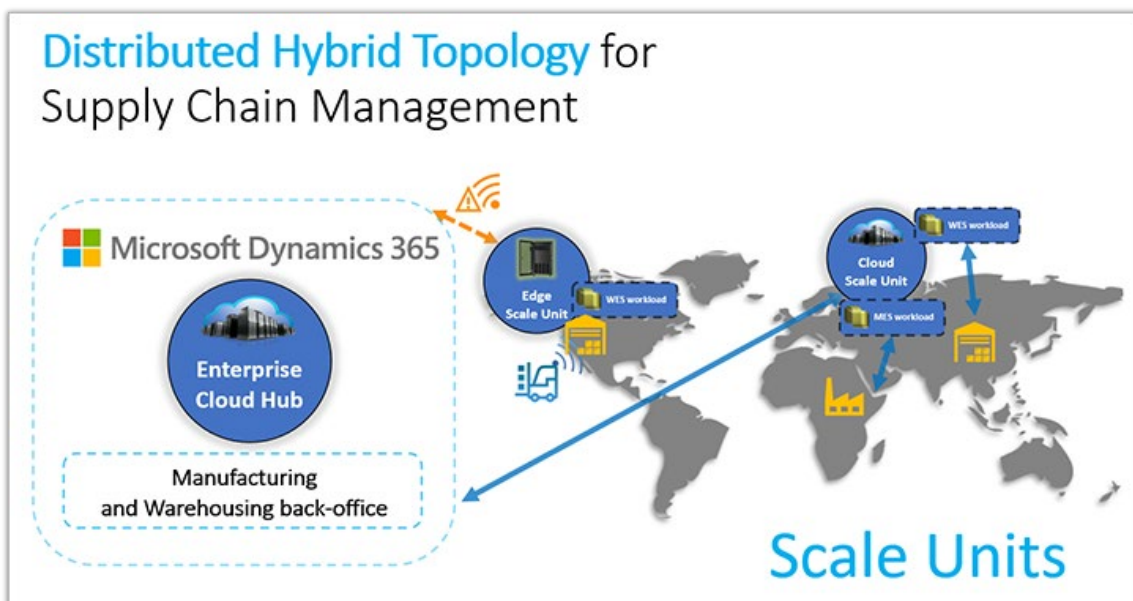 Distributed Hybrid Topology for
Supply Chain Management
Microsoft Dynamics 365
Enterprise
Cloud Hub
Manufacturing
and Warehousing back-office
Edge
Scale Unit
WES workload
Cloud
Scale Unit
WES workload
MES workload
Scale Units